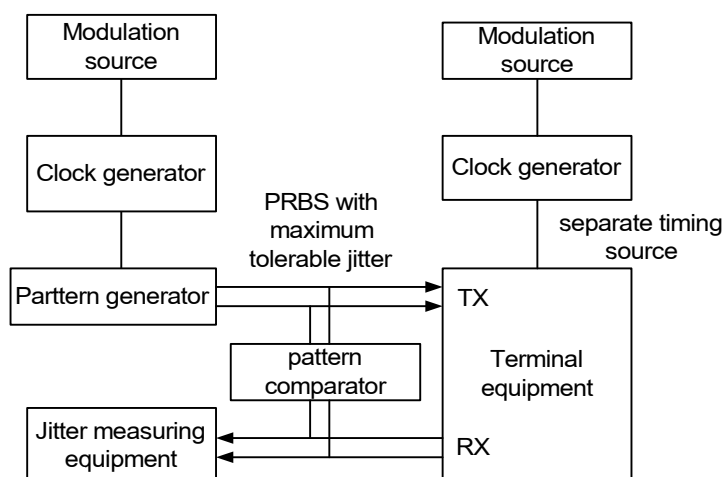 Modulation
source
Modulation
source
Clock generator
Clock generator
PRBS with
maximum
tolerable jitter
separate timing
source
Parttern generator
TX
pattern
comparator
Terminal
equipment
Jitter measuring
equipment
RX